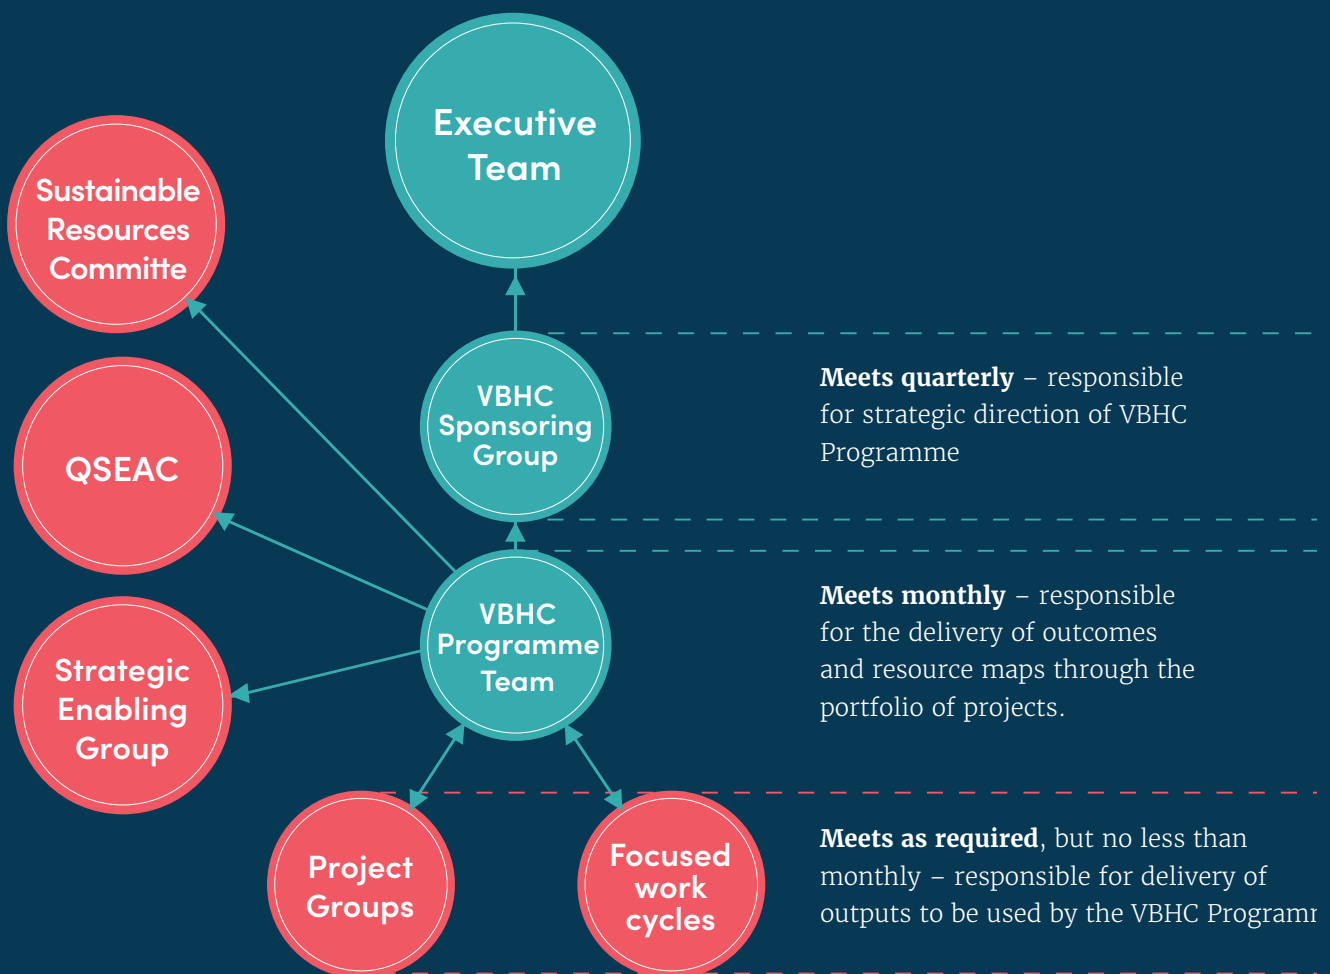 Executive
Team
Sustainable
Resources
Committe
VBHC
Sponsoring
Group
Meets quarterly – responsible
for strategic direction of VBHC
Programme
QSEAC
VBHC
Programme
Team
Meets monthly – responsible
for the delivery of outcomes
and resource maps through the
portfolio of projects.
Strategic
Enabling
Group
Project
Groups
Focused
work
cycles
Meets as required, but no less than
monthly – responsible for delivery of
outputs to be used by the VBHC